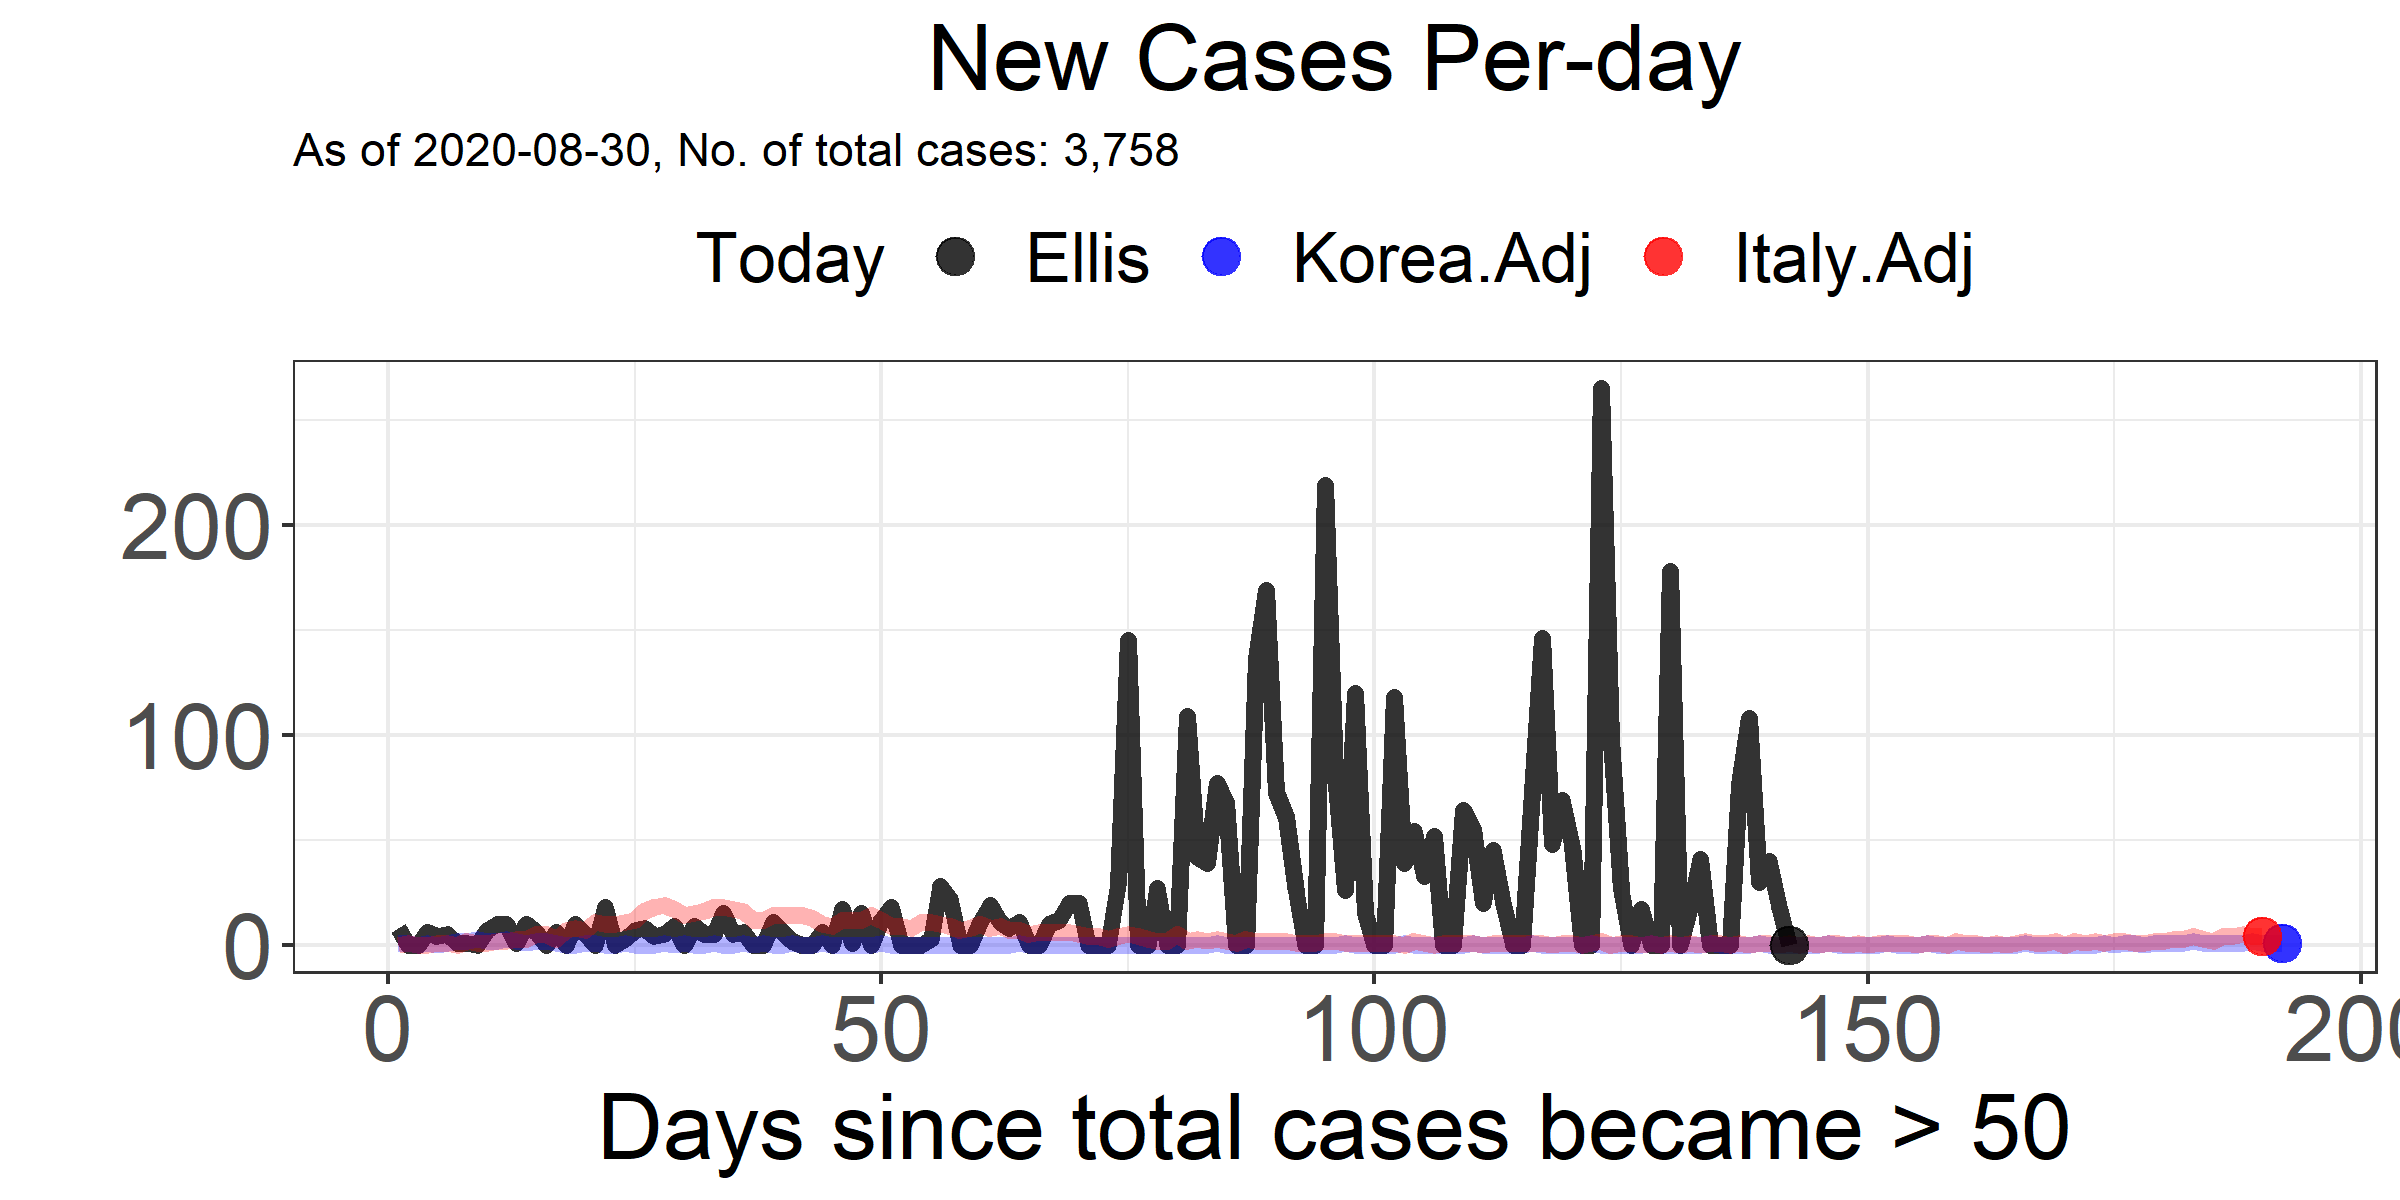 New Cases Per-day
As of 2020-08-30, No. of total cases: 3,758
Today Ellis Korea.Adj Italy.Adj
200
100
0
0 50 100 150 200
Days since total cases became > 50